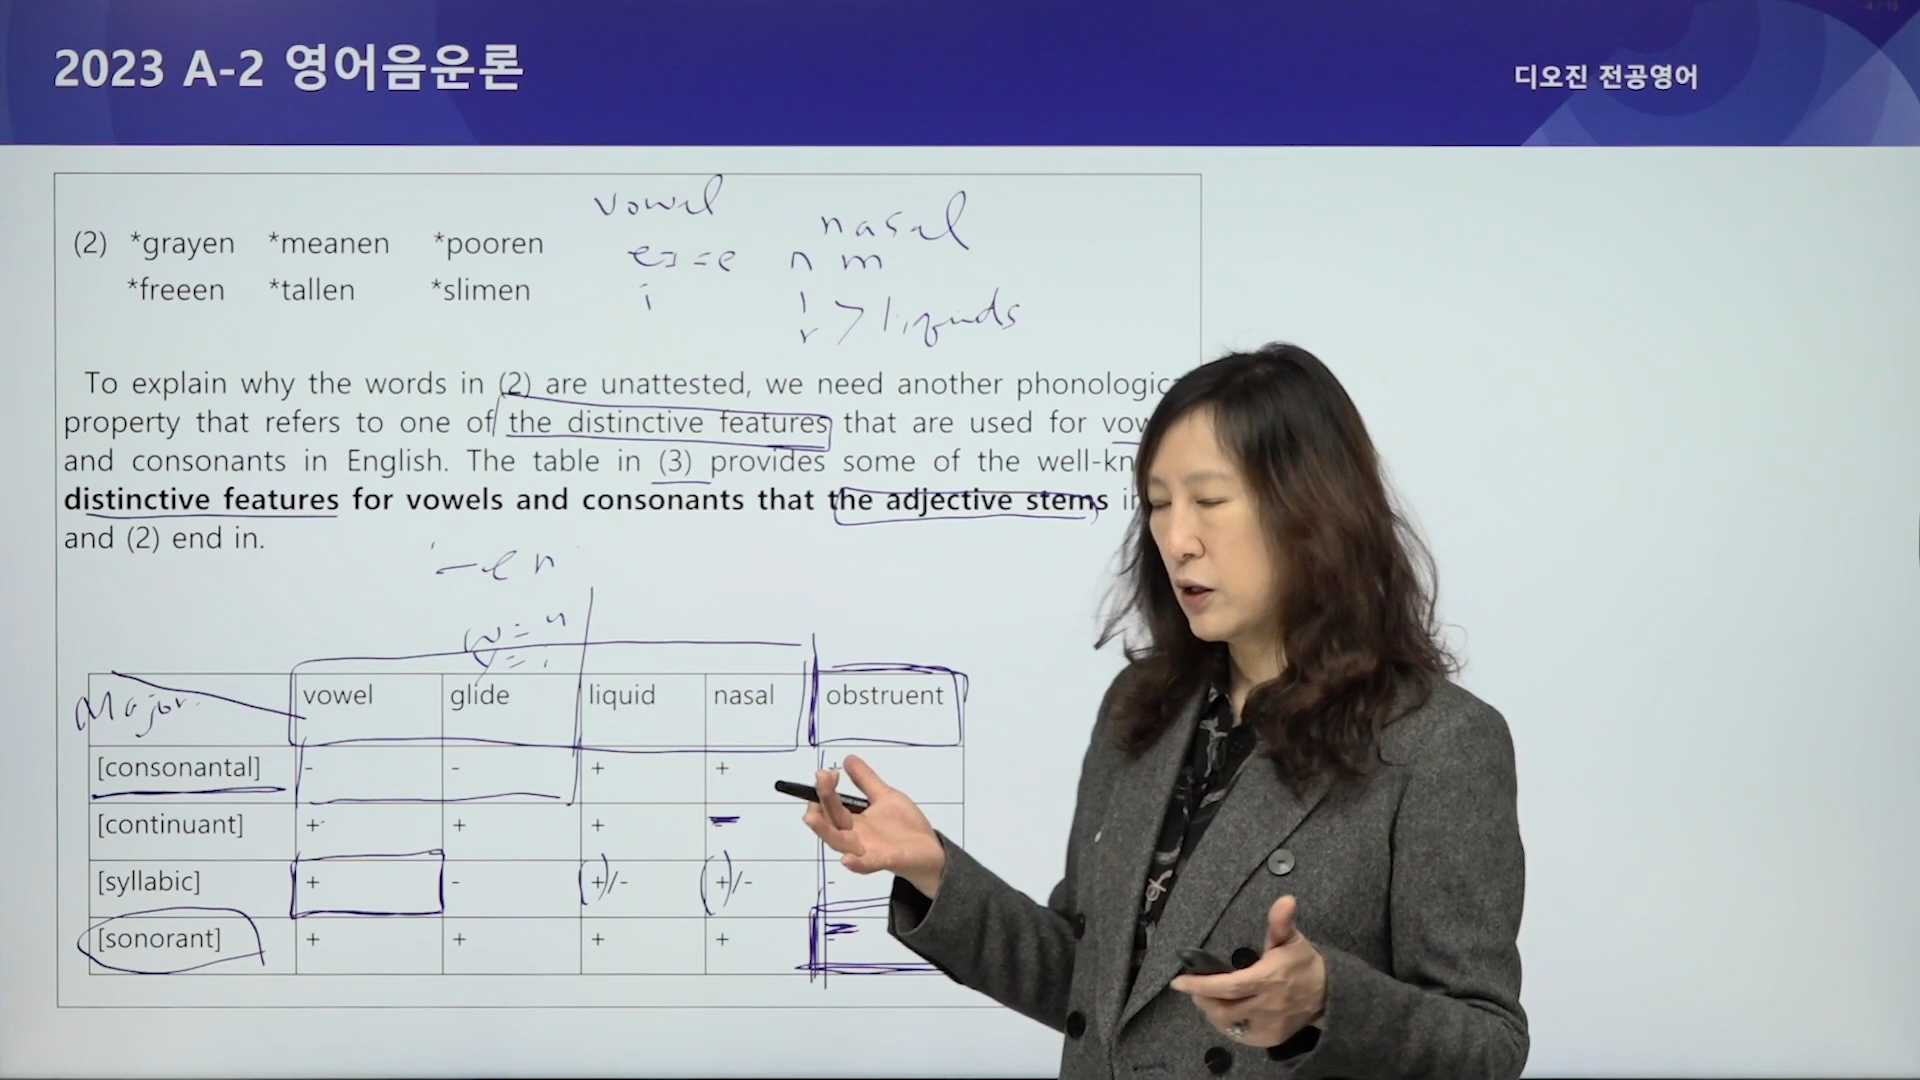 4 / 15
2023 A-2 영어음운론
디오진 전공영어
(2) *grayen *meanen *pooren
*freeen *tallen *slimen
vowel
nasal
n m
i
l
r > liquids
To explain why the words in (2) are unattested, we need another phonologic
property that refers to one of the distinctive features that are used for vow
and consonants in English. The table in (3) provides some of the well-kn
distinctive features for vowels and consonants that the adjective stems in
and (2) end in.
-en
w = u
y = i
Major
vowel glide liquid nasal obstruent
[consonantal] - - + + +
[continuant] + + + -
[syllabic] + - (+)/- (+)/- -
[sonorant] + + + + -